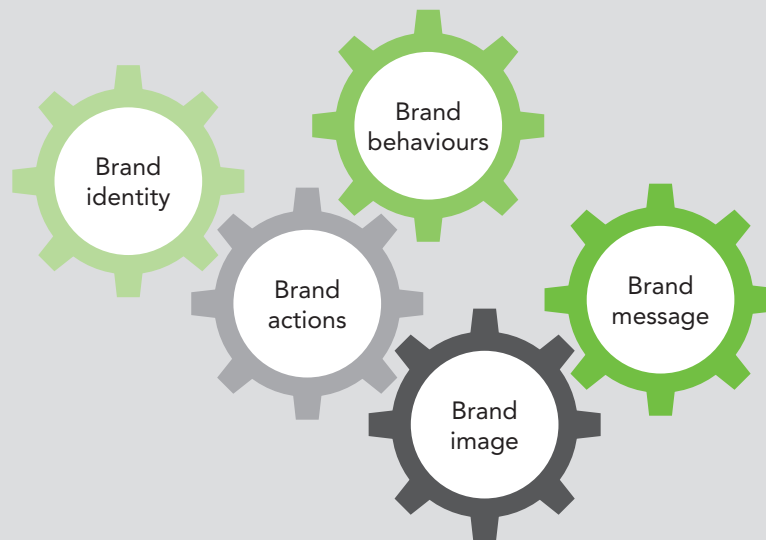 Brand
identity
Brand
behaviours
Brand
actions
Brand
message
Brand
image